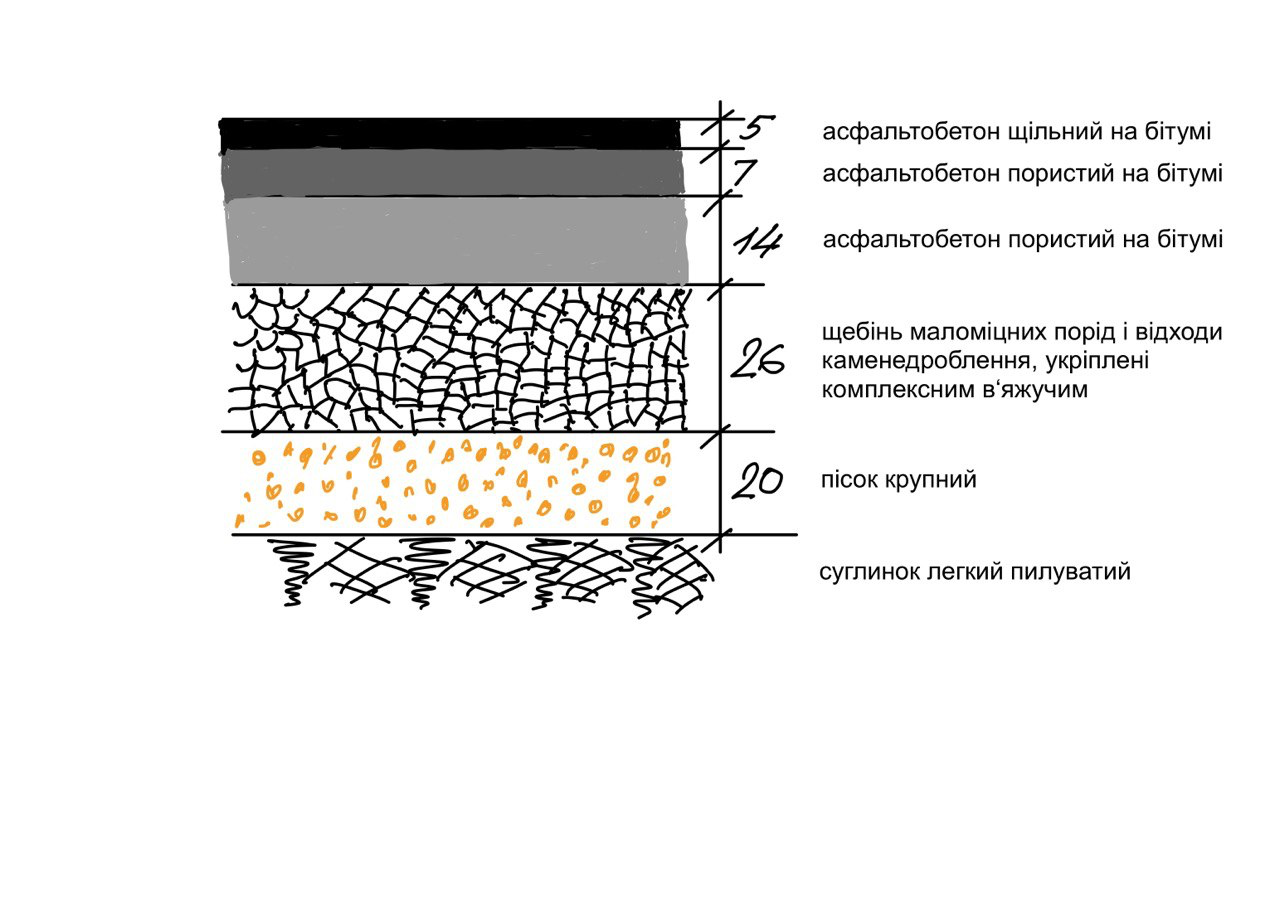 5 асфальтобетон щільний на бітумі
7 асфальтобетон пористий на бітумі
14 асфальтобетон пористий на бітумі
щебінь маломіцних порід і відходи
26 каменедроблення, укріплені
комплексним в‘яжучим
20 пісок крупний
суглинок легкий пилуватий